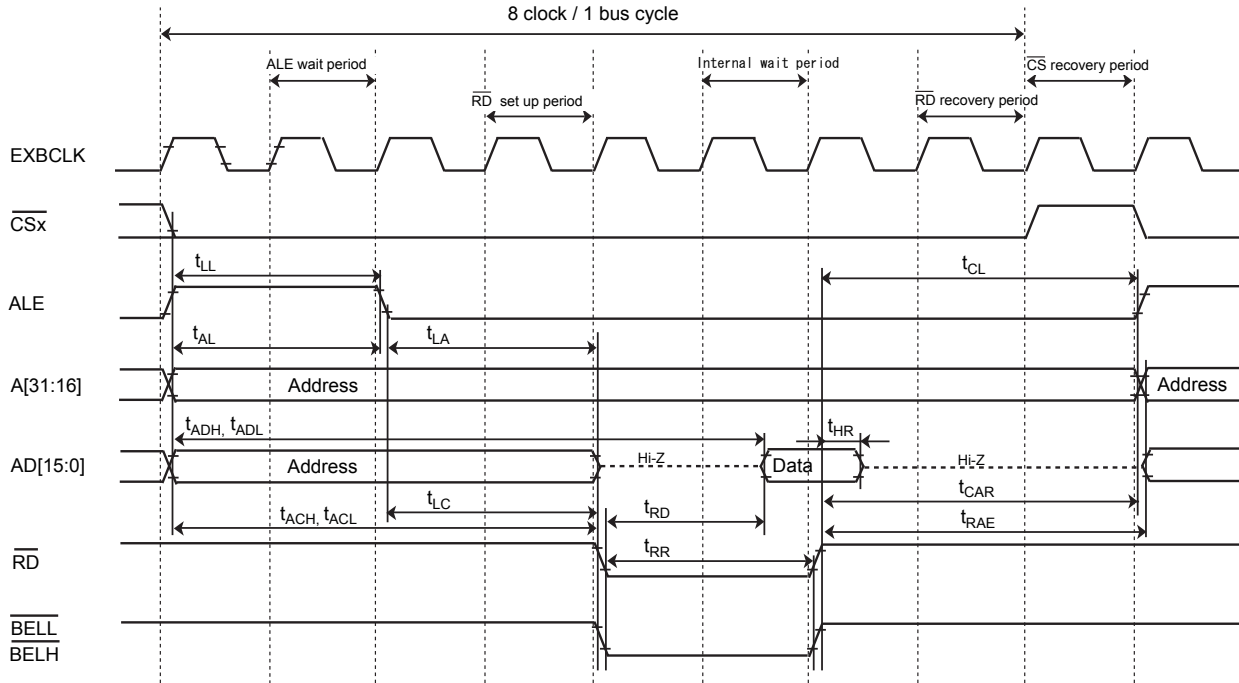 8 clock / 1 bus cycle
ALE wait period
Internal wait period
CS recovery period
RD set up period
RD recovery period
EXBCLK
CSx
tLL
tCL
ALE
tAL
tLA
A[31:16]
Address
Address
tADH, tADL
tHR
AD[15:0]
Address
Hi-Z
Data
Hi-Z
tLC
tRD
tCAR
tACH, tACL
tRAE
RD
tRR
BELL
BELH